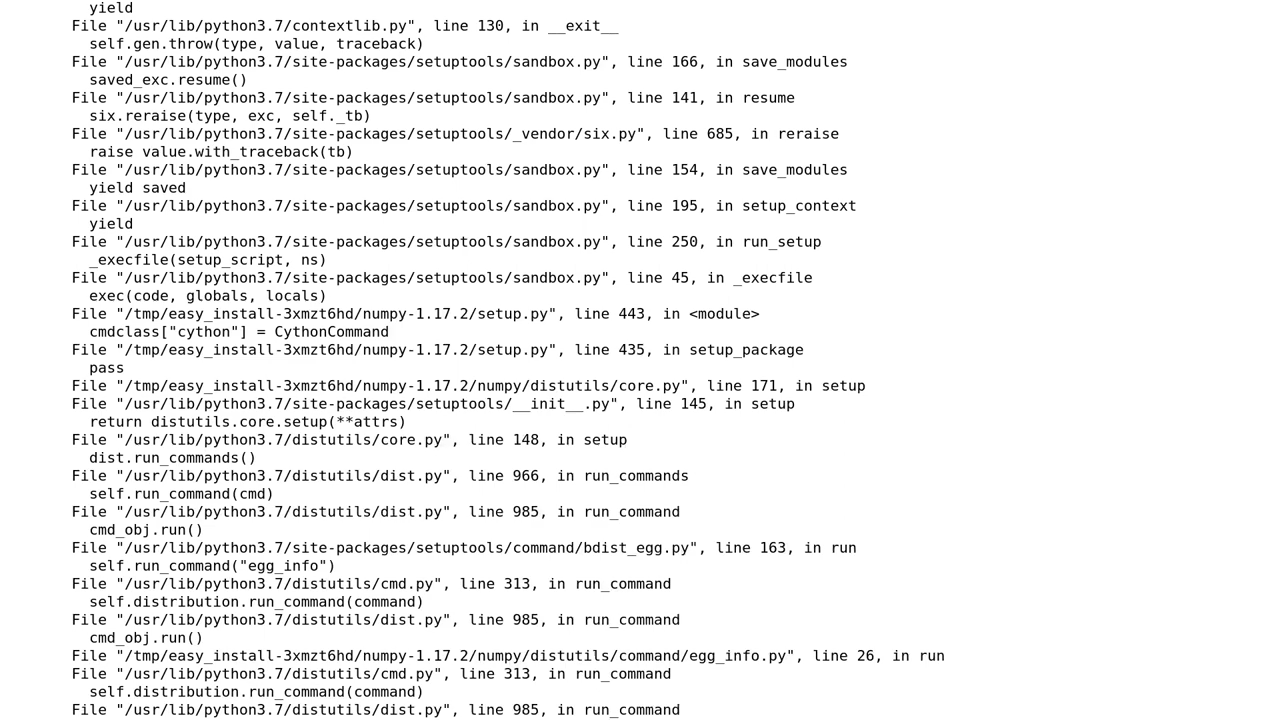 yield
File "/usr/lib/python3.7/contextlib.py", line 130, in __exit__
self.gen.throw(type, value, traceback)
File "/usr/lib/python3.7/site-packages/setuptools/sandbox.py", line 166, in save_modules
saved_exc.resume()
File "/usr/lib/python3.7/site-packages/setuptools/sandbox.py", line 141, in resume
six.reraise(type, exc, self._tb)
File "/usr/lib/python3.7/site-packages/setuptools/_vendor/six.py", line 685, in reraise
raise value.with_traceback(tb)
File "/usr/lib/python3.7/site-packages/setuptools/sandbox.py", line 154, in save_modules
yield saved
File "/usr/lib/python3.7/site-packages/setuptools/sandbox.py", line 195, in setup_context
yield
File "/usr/lib/python3.7/site-packages/setuptools/sandbox.py", line 250, in run_setup
_execfile(setup_script, ns)
File "/usr/lib/python3.7/site-packages/setuptools/sandbox.py", line 45, in _execfile
exec(code, globals, locals)
File "/tmp/easy_install-3xmzt6hd/numpy-1.17.2/setup.py", line 443, in <module>
cmdclass["cython"] = CythonCommand
File "/tmp/easy_install-3xmzt6hd/numpy-1.17.2/setup.py", line 435, in setup_package
pass
File "/tmp/easy_install-3xmzt6hd/numpy-1.17.2/numpy/distutils/core.py", line 171, in setup
File "/usr/lib/python3.7/site-packages/setuptools/__init__.py", line 145, in setup
return distutils.core.setup(**attrs)
File "/usr/lib/python3.7/distutils/core.py", line 148, in setup
dist.run_commands()
File "/usr/lib/python3.7/distutils/dist.py", line 966, in run_commands
self.run_command(cmd)
File "/usr/lib/python3.7/distutils/dist.py", line 985, in run_command
cmd_obj.run()
File "/usr/lib/python3.7/site-packages/setuptools/command/bdist_egg.py", line 163, in run
self.run_command("egg_info")
File "/usr/lib/python3.7/distutils/cmd.py", line 313, in run_command
self.distribution.run_command(command)
File "/usr/lib/python3.7/distutils/dist.py", line 985, in run_command
cmd_obj.run()
File "/tmp/easy_install-3xmzt6hd/numpy-1.17.2/numpy/distutils/command/egg_info.py", line 26, in run
File "/usr/lib/python3.7/distutils/cmd.py", line 313, in run_command
self.distribution.run_command(command)
File "/usr/lib/python3.7/distutils/dist.py", line 985, in run_command